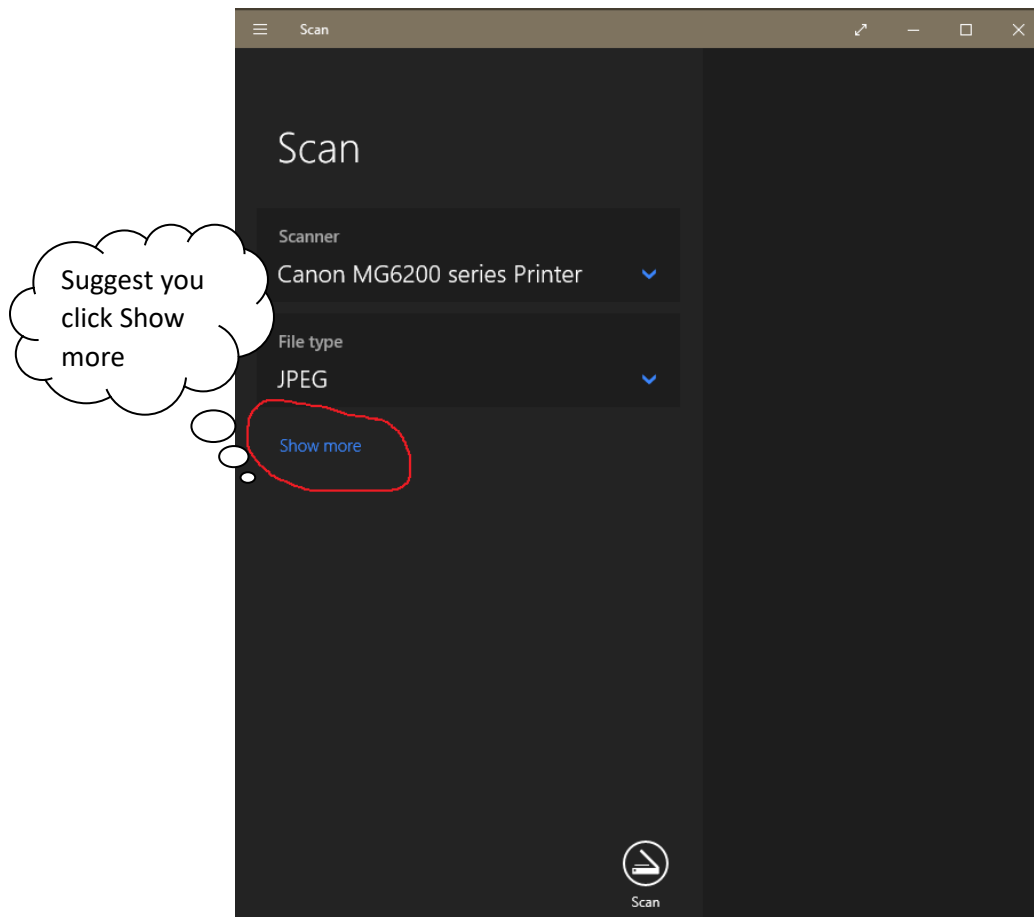 Scan
Scan
Scanner
Canon MG6200 series Printer
Suggest you
click Show
more
File type
JPEG
Show more
Scan